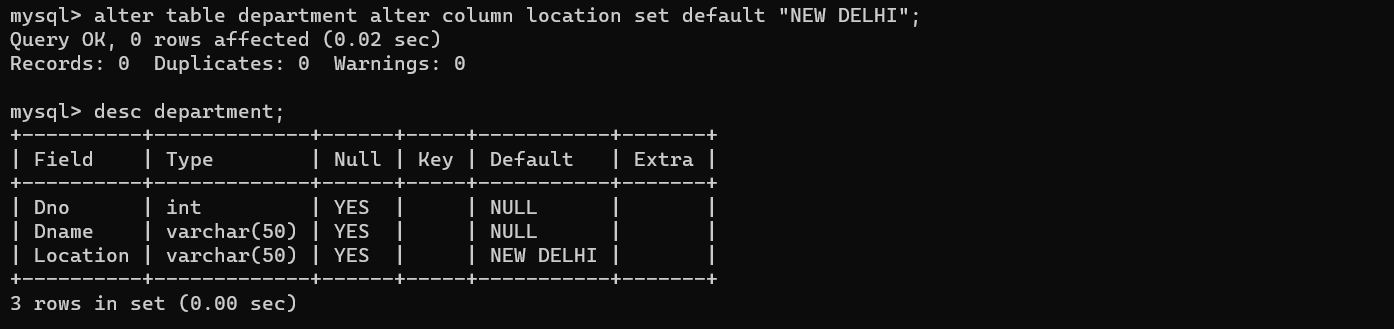 mysql> alter table department alter column location set default "NEW DELHI";
Query OK, 0 rows affected (0.02 sec)
Records: 0  Duplicates: 0  Warnings: 0
mysql> desc department;
+----------+-------------+------+-----+-----------+-------+
| Field    | Type        | Null | Key | Default   | Extra |
+----------+-------------+------+-----+-----------+-------+
| Dno      | int         | YES  |     | NULL      |       |
| Dname    | varchar(50) | YES  |     | NULL      |       |
| Location | varchar(50) | YES  |     | NEW DELHI |       |
+----------+-------------+------+-----+-----------+-------+
3 rows in set (0.00 sec)